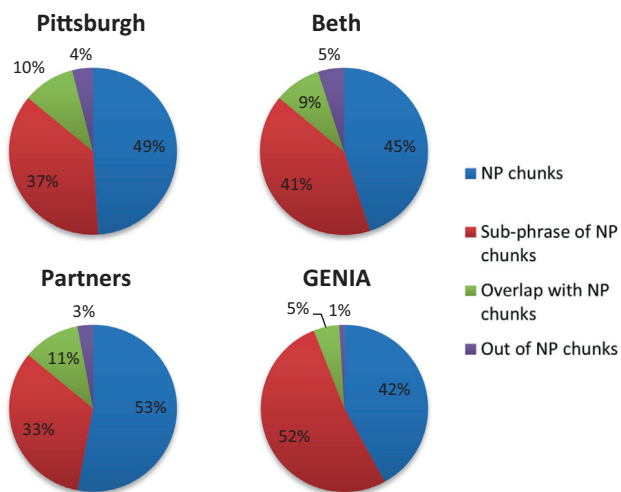 Pittsburgh
4%
10%
49%
37%
Beth
5%
9%
45%
41%
Partners
3%
11%
53%
33%
GENIA
5%
1%
42%
52%
NP chunks
Sub-phrase of NP
chunks
Overlap with NP
chunks
Out of NP chunks